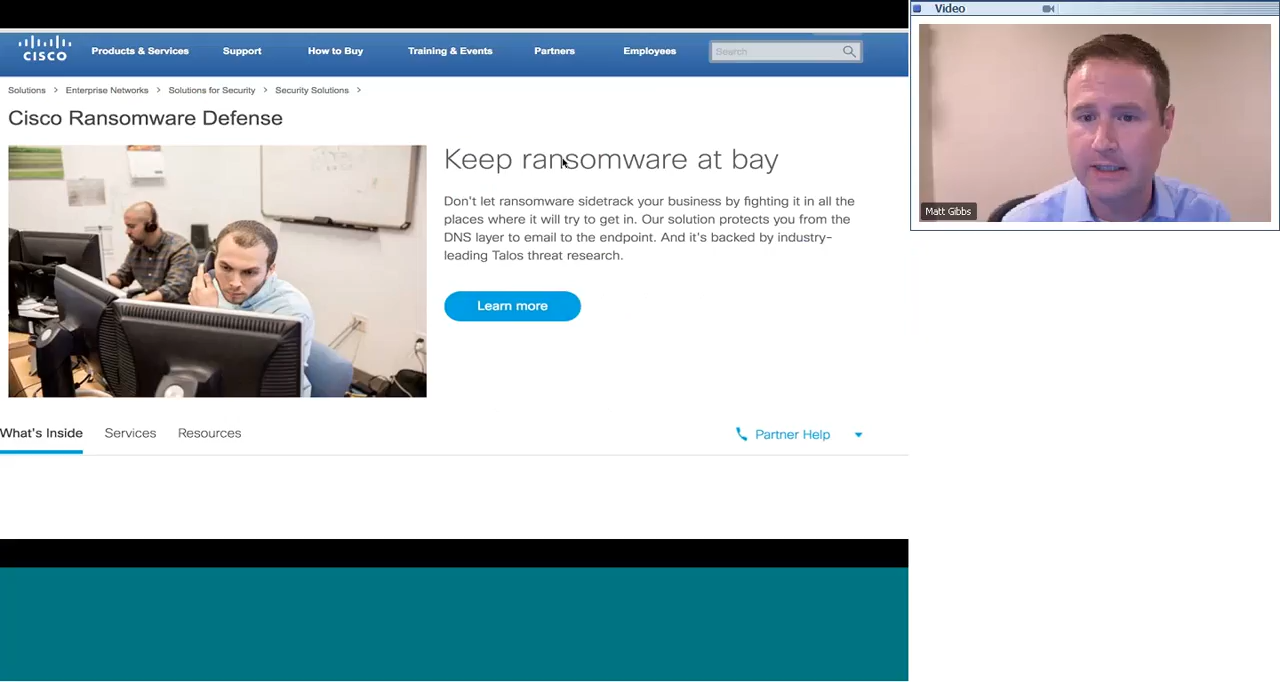 CISCO
Products & Services
Support
How to Buy
Training & Events
Partners
Employees
Search
Solutions > Enterprise Networks > Solutions for Security > Security Solutions >
Cisco Ransomware Defense
Keep ransomware at bay
Don't let ransomware sidetrack your business by fighting it in all the
places where it will try to get in. Our solution protects you from the
DNS layer to email to the endpoint. And it's backed by industry-
leading Talos threat research.
Learn more
What's Inside
Services
Resources
Partner Help
Video
Matt Gibbs